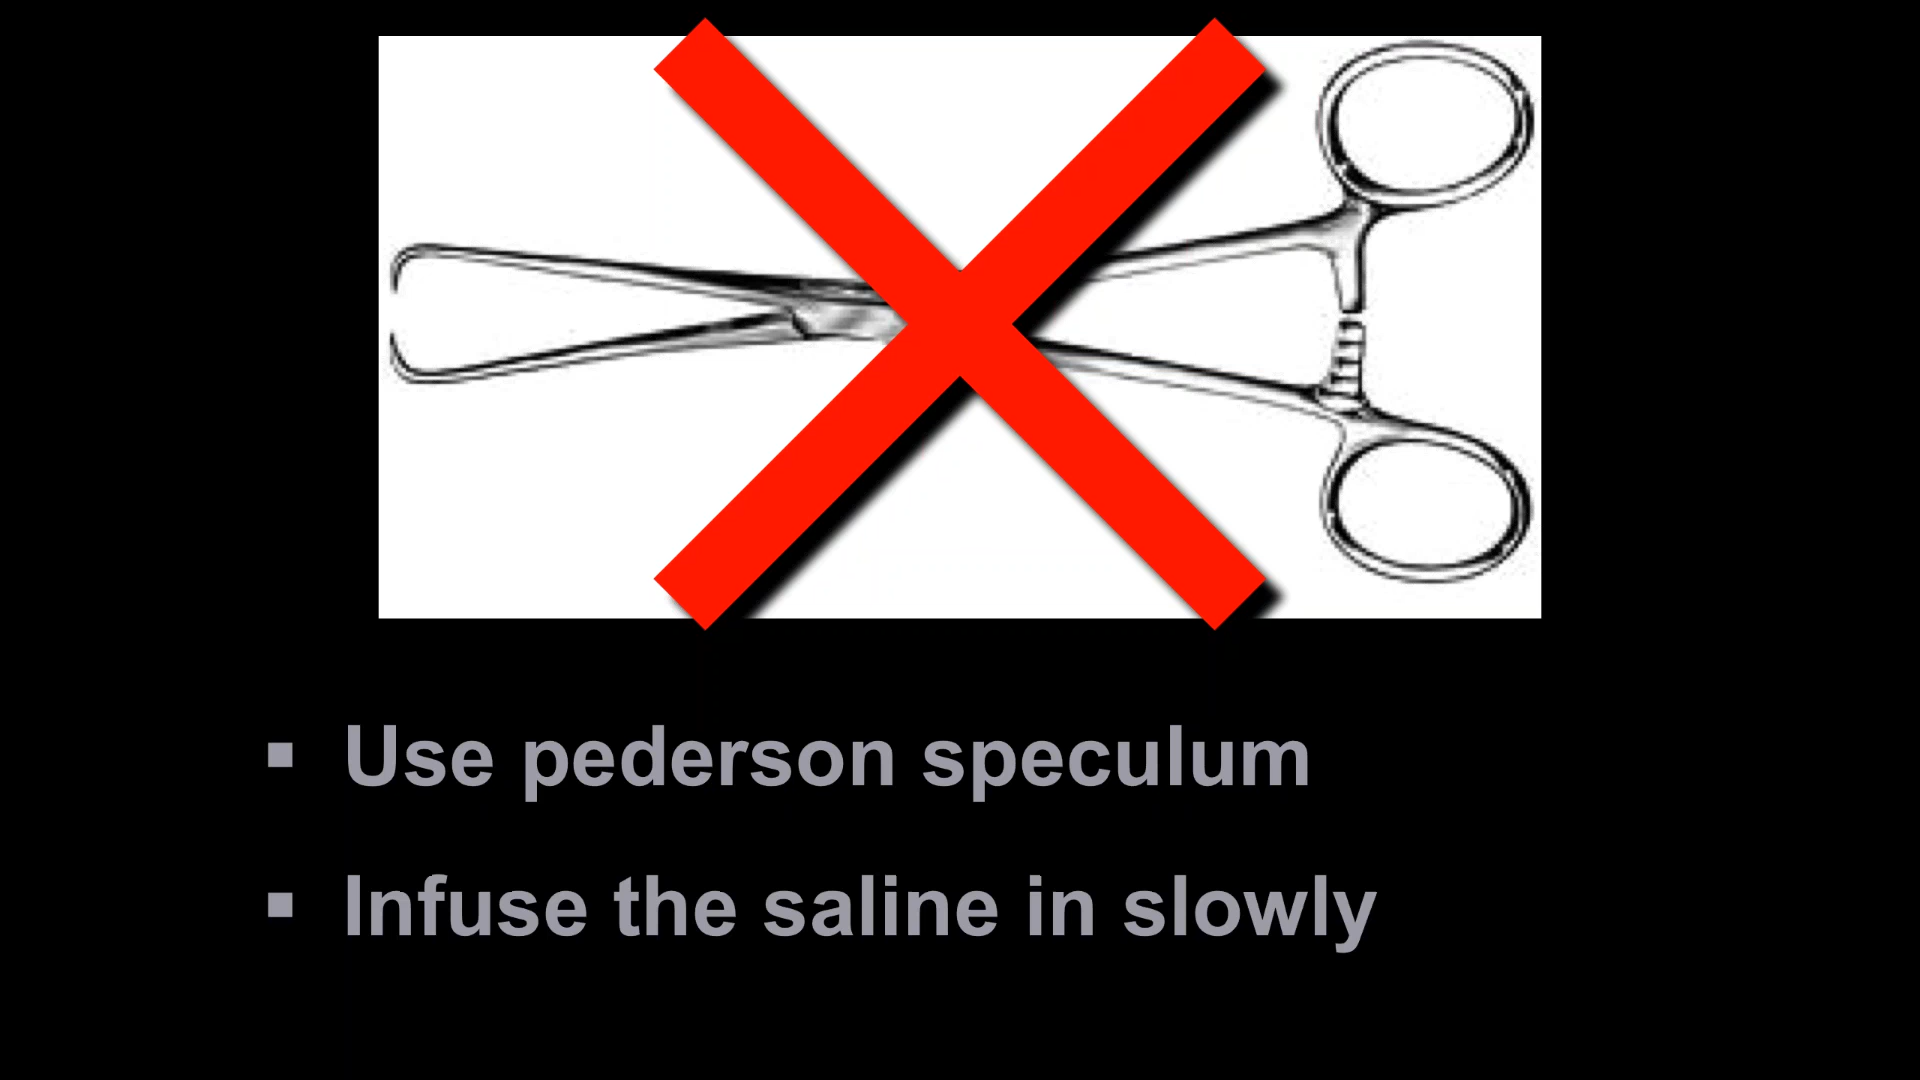 ▪ Use pederson speculum
▪ Infuse the saline in slowly